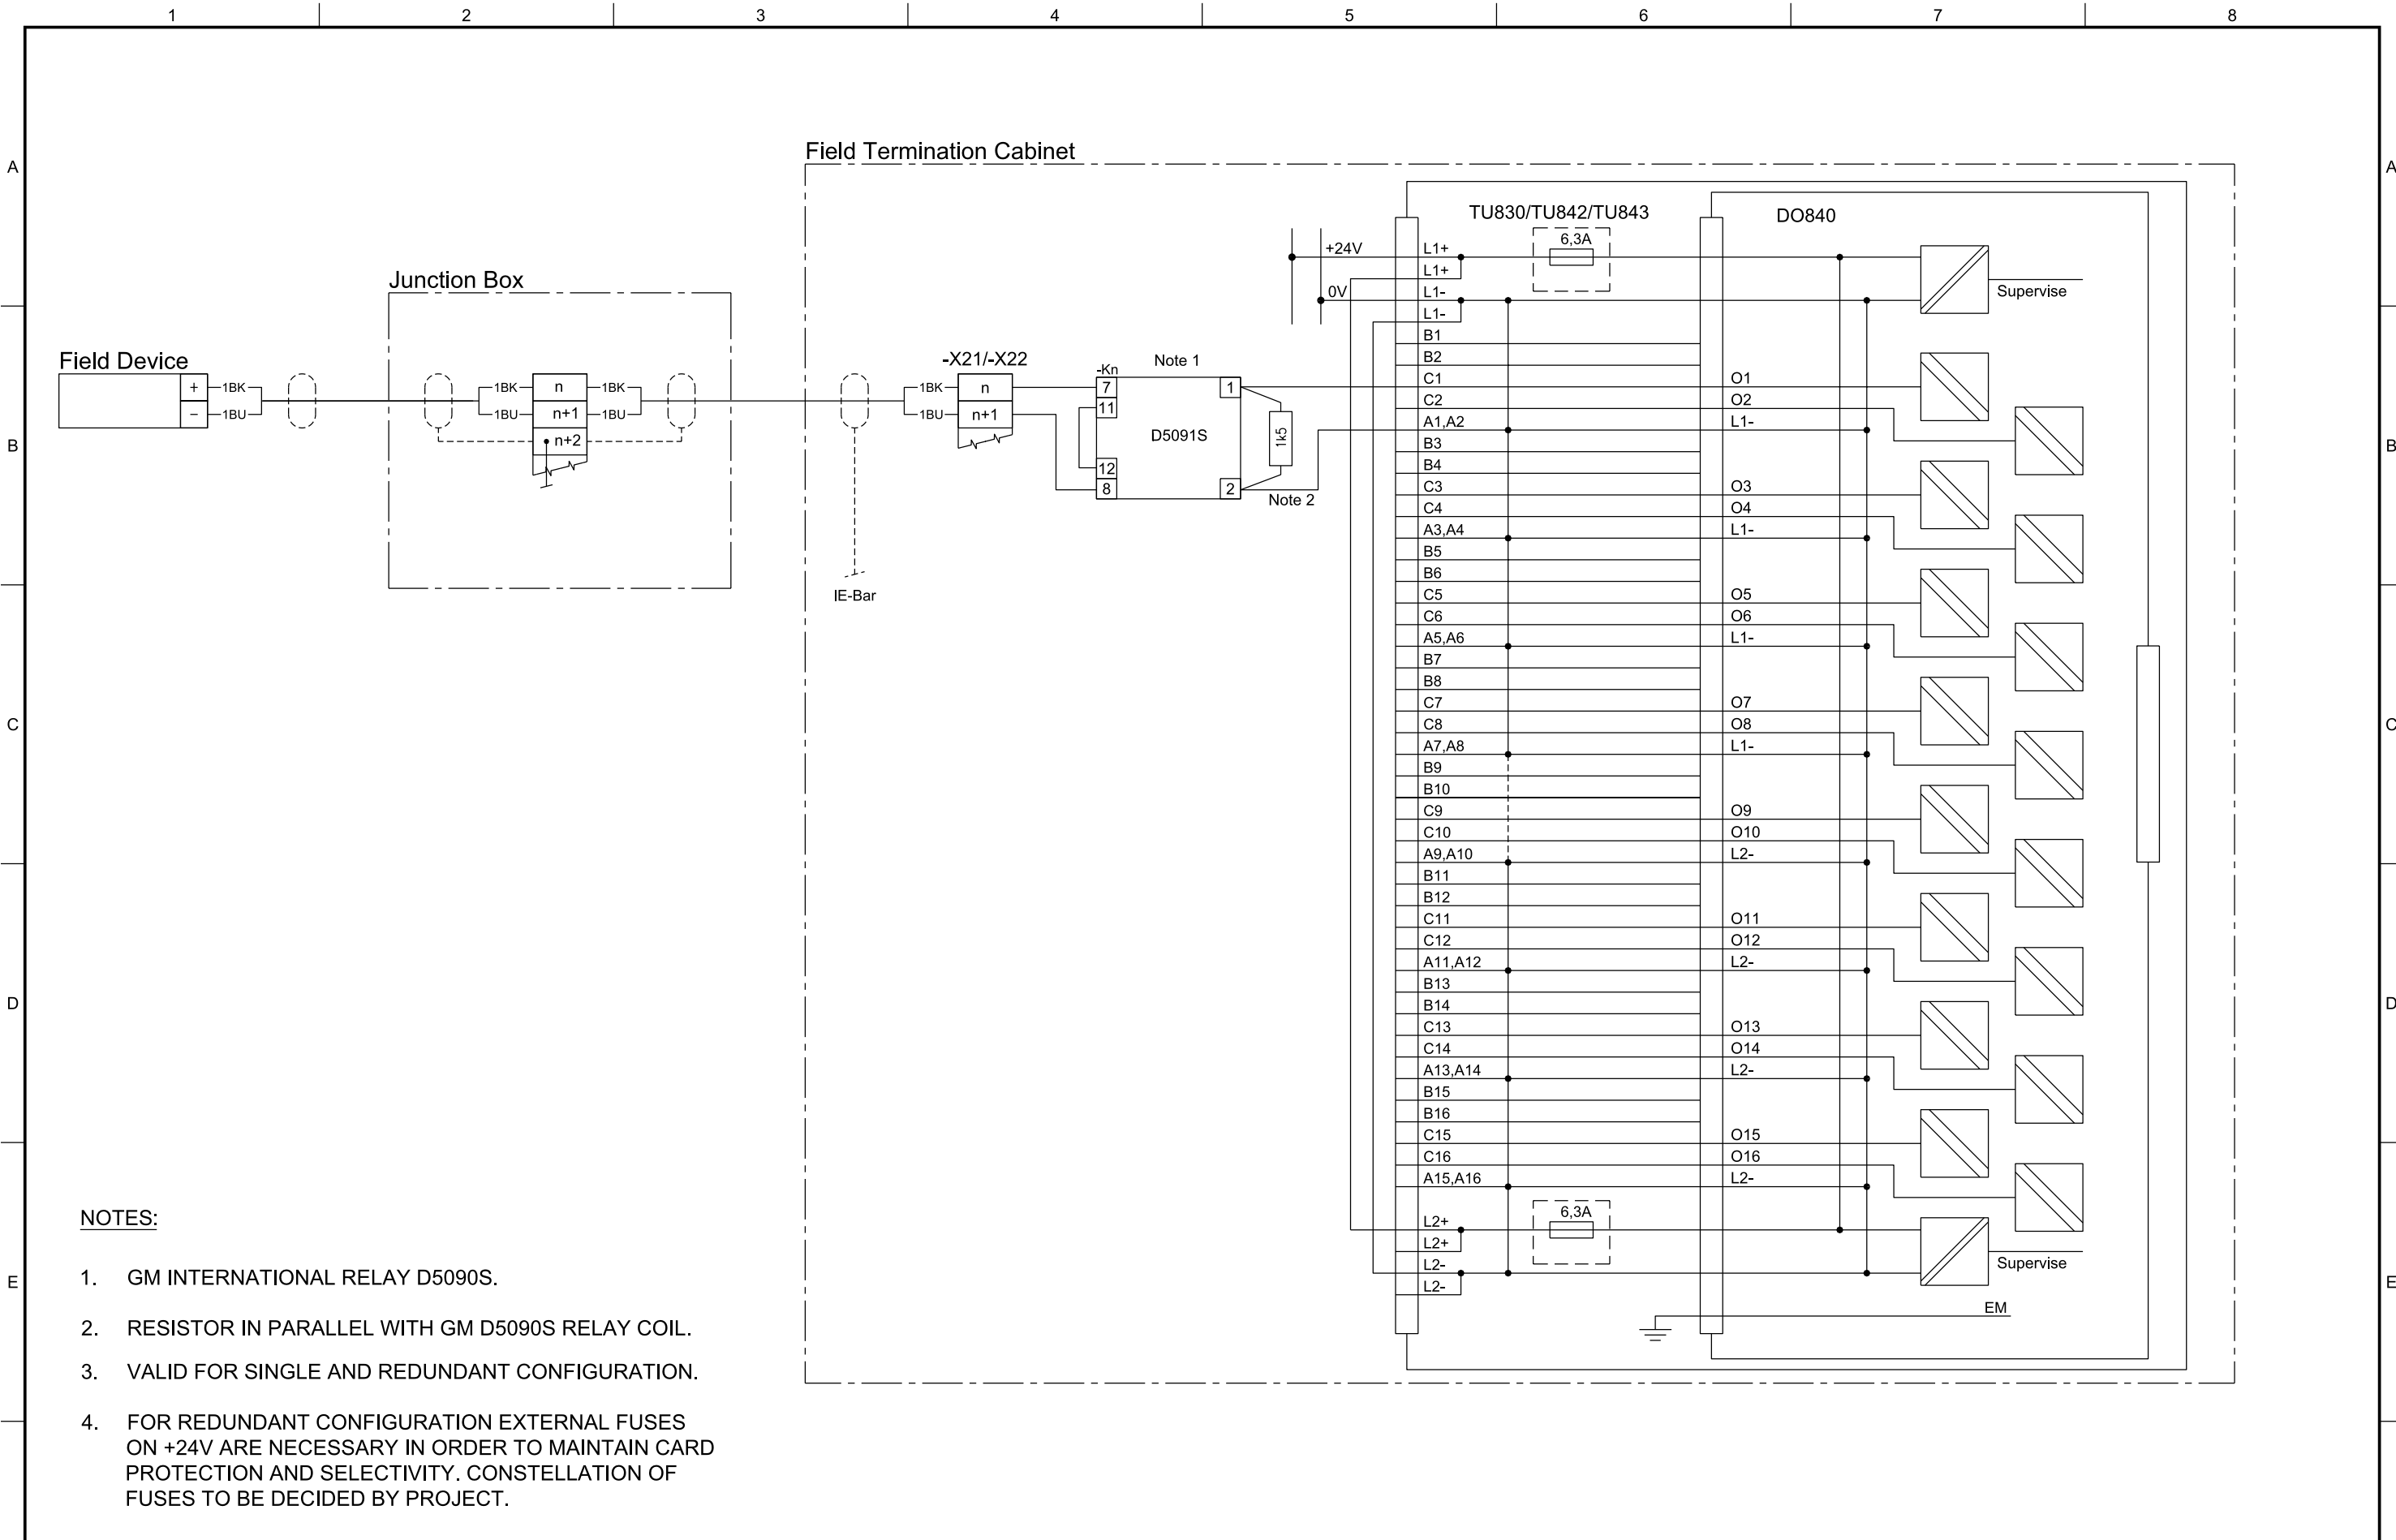 1 2 3 4 5 6 7 8
A
B
C
D
E
A
B
C
D
E
Field Termination Cabinet
Junction Box
Field Device
+
−
1BK
1BU
1BK
1BU
n
n+1
n+2
1BK
1BU
IE-Bar
-X21/-X22
1BK
1BU
n
n+1
-Kn
Note 1
7
11
12
8
D5091S
1
2
1k5
Note 2
+24V
0V
TU830/TU842/TU843
DO840
6,3A
L1+
L1+
L1-
L1-
B1
B2
C1
C2
A1,A2
B3
B4
C3
C4
A3,A4
B5
B6
C5
C6
A5,A6
B7
B8
C7
C8
A7,A8
B9
B10
C9
C10
A9,A10
B11
B12
C11
C12
A11,A12
B13
B14
C13
C14
A13,A14
B15
B16
C15
C16
A15,A16
L2+
L2+
L2-
L2-
6,3A
O1
O2
L1-
O3
O4
L1-
O5
O6
L1-
O7
O8
L1-
O9
O10
L2-
O11
O12
L2-
O13
O14
L2-
O15
O16
L2-
Supervise
Supervise
EM
NOTES:
1. GM INTERNATIONAL RELAY D5090S.
2. RESISTOR IN PARALLEL WITH GM D5090S RELAY COIL.
3. VALID FOR SINGLE AND REDUNDANT CONFIGURATION.
4. FOR REDUNDANT CONFIGURATION EXTERNAL FUSES
ON +24V ARE NECESSARY IN ORDER TO MAINTAIN CARD
PROTECTION AND SELECTIVITY. CONSTELLATION OF
FUSES TO BE DECIDED BY PROJECT.